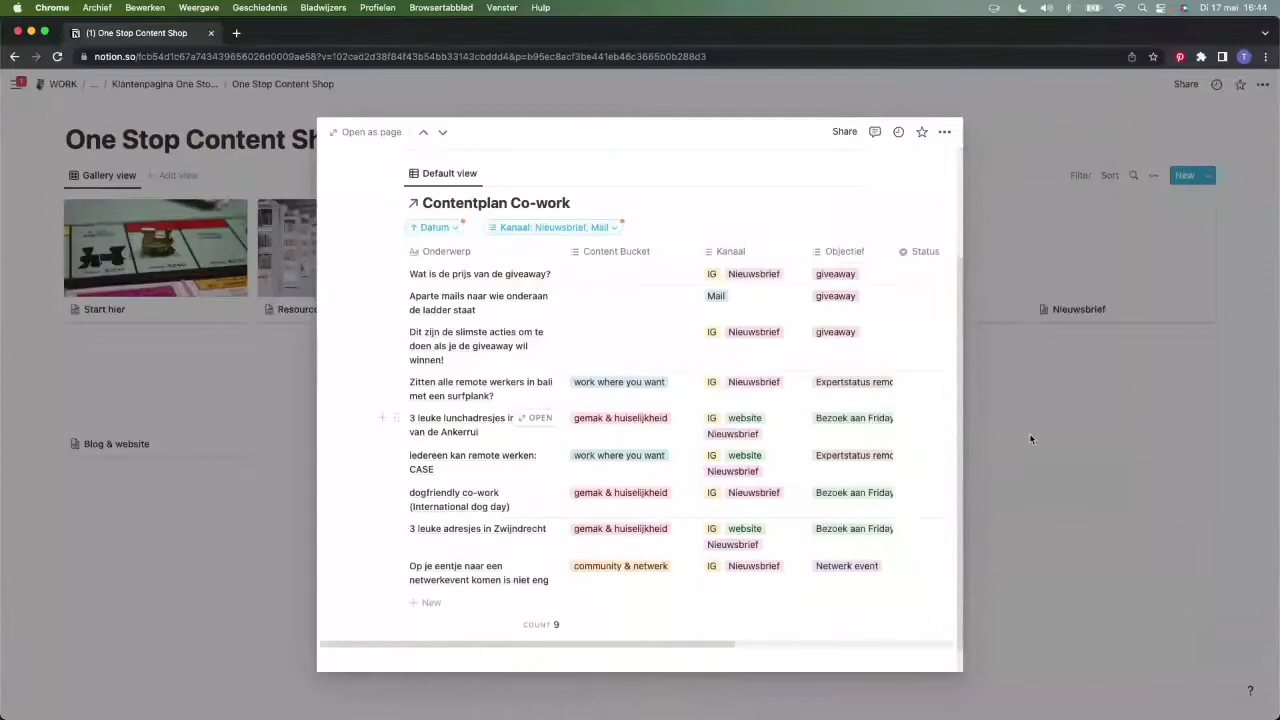 Chrome Archief Bewerken Weergave Geschiedenis Bladwijzers Profielen Browsertabblad Venster Help Di 17 mei 16:44
(1) One Stop Content Shop
WORK / ... / Klantenpagina One Sto... / One Stop Content Shop Share
One Stop Content Sh
Gallery view Add view Filter Sort New
Start hier
Resourc
Nieuwsbrief
Blog & website
Open as page Share
Default view
Contentplan Co-work
Datum Kanaal: Nieuwsbrief, Mail
Aa Onderwerp Content Bucket Kanaal Objectief Status
Wat is de prijs van de giveaway? IG Nieuwsbrief giveaway
Aparte mails naar wie onderaan Mail giveaway
de ladder staat
Dit zijn de slimste acties om te IG Nieuwsbrief giveaway
doen als je de giveaway wil
winnen!
Zitten alle remote werkers in bali work where you want IG Nieuwsbrief Expertstatus remo
met een surfplank?
3 leuke lunchadresjes ir OPEN gemak & huiselijkheid IG website Bezoek aan Friday
van de Ankerrui Nieuwsbrief
iedereen kan remote werken: work where you want IG website Expertstatus remo
CASE Nieuwsbrief
dogfriendly co-work gemak & huiselijkheid IG Nieuwsbrief Bezoek aan Friday
(International dog day)
3 leuke adresjes in Zwijndrecht gemak & huiselijkheid IG website Bezoek aan Friday
Nieuwsbrief
Op je eentje naar een community & netwerk IG Nieuwsbrief Netwerk event
netwerkevent komen is niet eng
+ New
COUNT 9
?